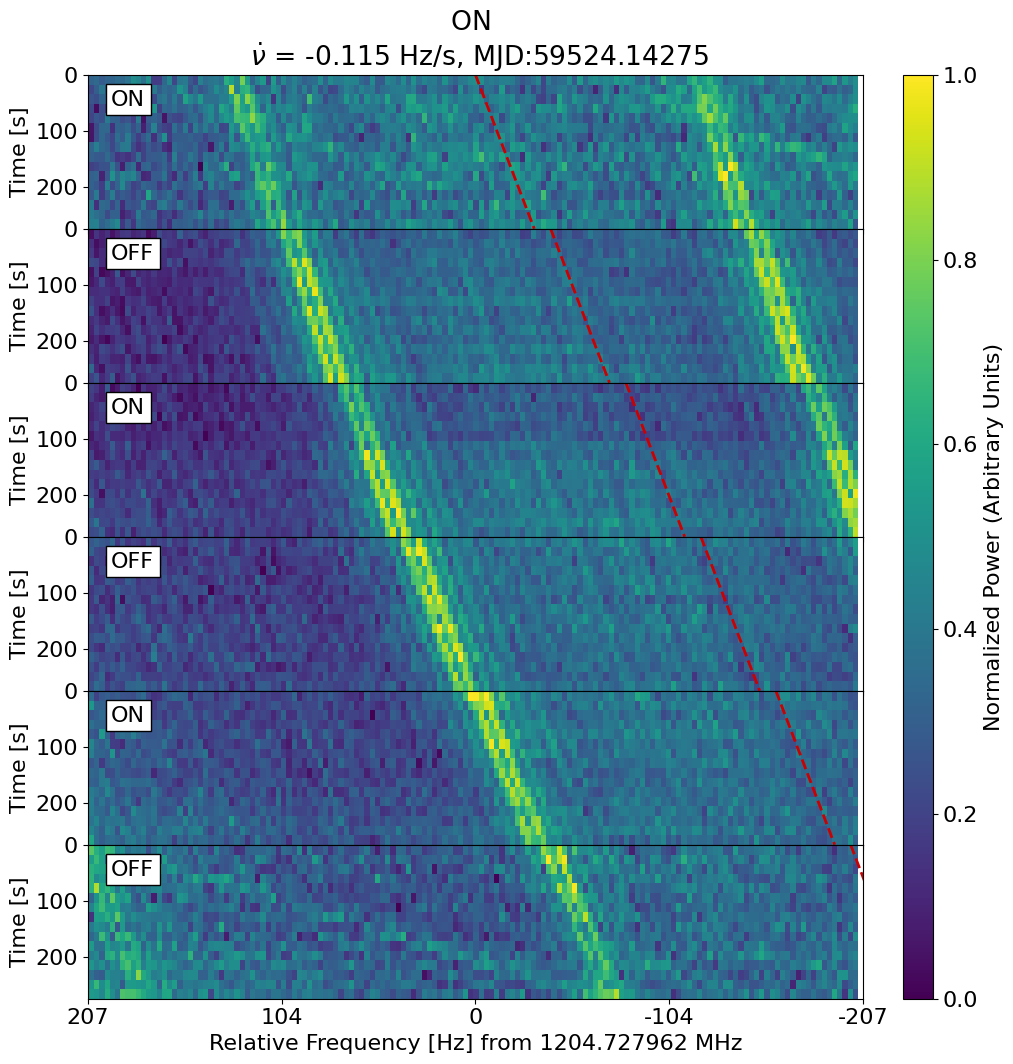 ON
ν̇ = -0.115 Hz/s, MJD:59524.14275
0
ON
100
200
Time [s]
0
OFF
100
200
Time [s]
0
ON
100
200
Time [s]
0
OFF
100
200
Time [s]
0
ON
100
200
Time [s]
0
OFF
100
200
Time [s]
207 104 0 -104 -207
Relative Frequency [Hz] from 1204.727962 MHz
1.0
0.8
0.6
0.4
0.2
0.0
Normalized Power (Arbitrary Units)